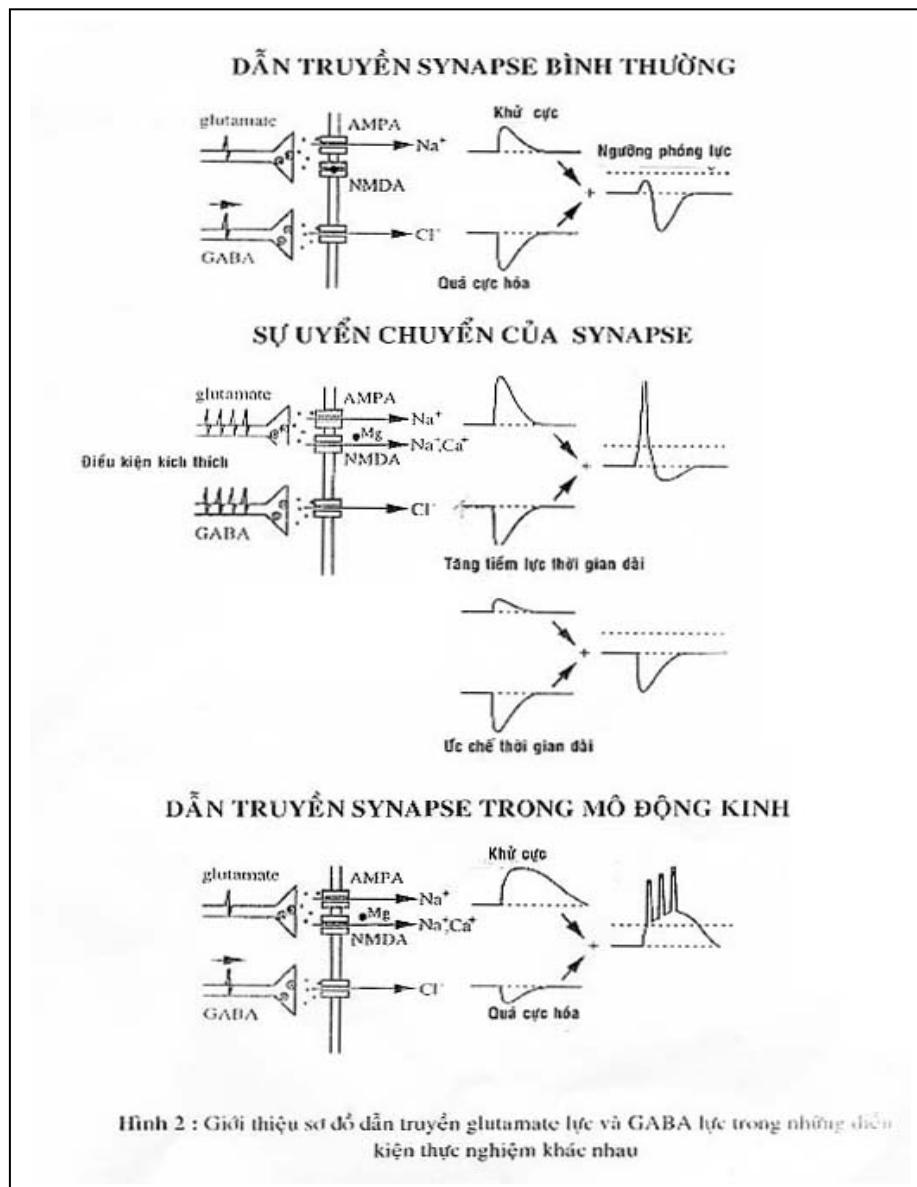 DẪN TRUYỀN SYNAPSE BÌNH THƯỜNG
glutamate
AMPA
Na⁺
NMDA
GABA
Cl⁻
Khử cực
Quá cực hóa
Ngưỡng phóng lực
+
SỰ UYỂN CHUYỂN CỦA SYNAPSE
glutamate
AMPA
Na⁺
Mg
Na⁺,Ca⁺
NMDA
Điều kiện kích thích
GABA
Cl⁻
+
Tăng tiềm lực thời gian dài
+
Ức chế thời gian dài
DẪN TRUYỀN SYNAPSE TRONG MÔ ĐỘNG KINH
glutamate
AMPA
Na⁺
Mg
Na⁺,Ca⁺
NMDA
GABA
Cl⁻
Khử cực
Quá cực hóa
+
Hình 2 : Giới thiệu sơ đồ dẫn truyền glutamate lực và GABA lực trong những điều
kiện thực nghiệm khác nhau